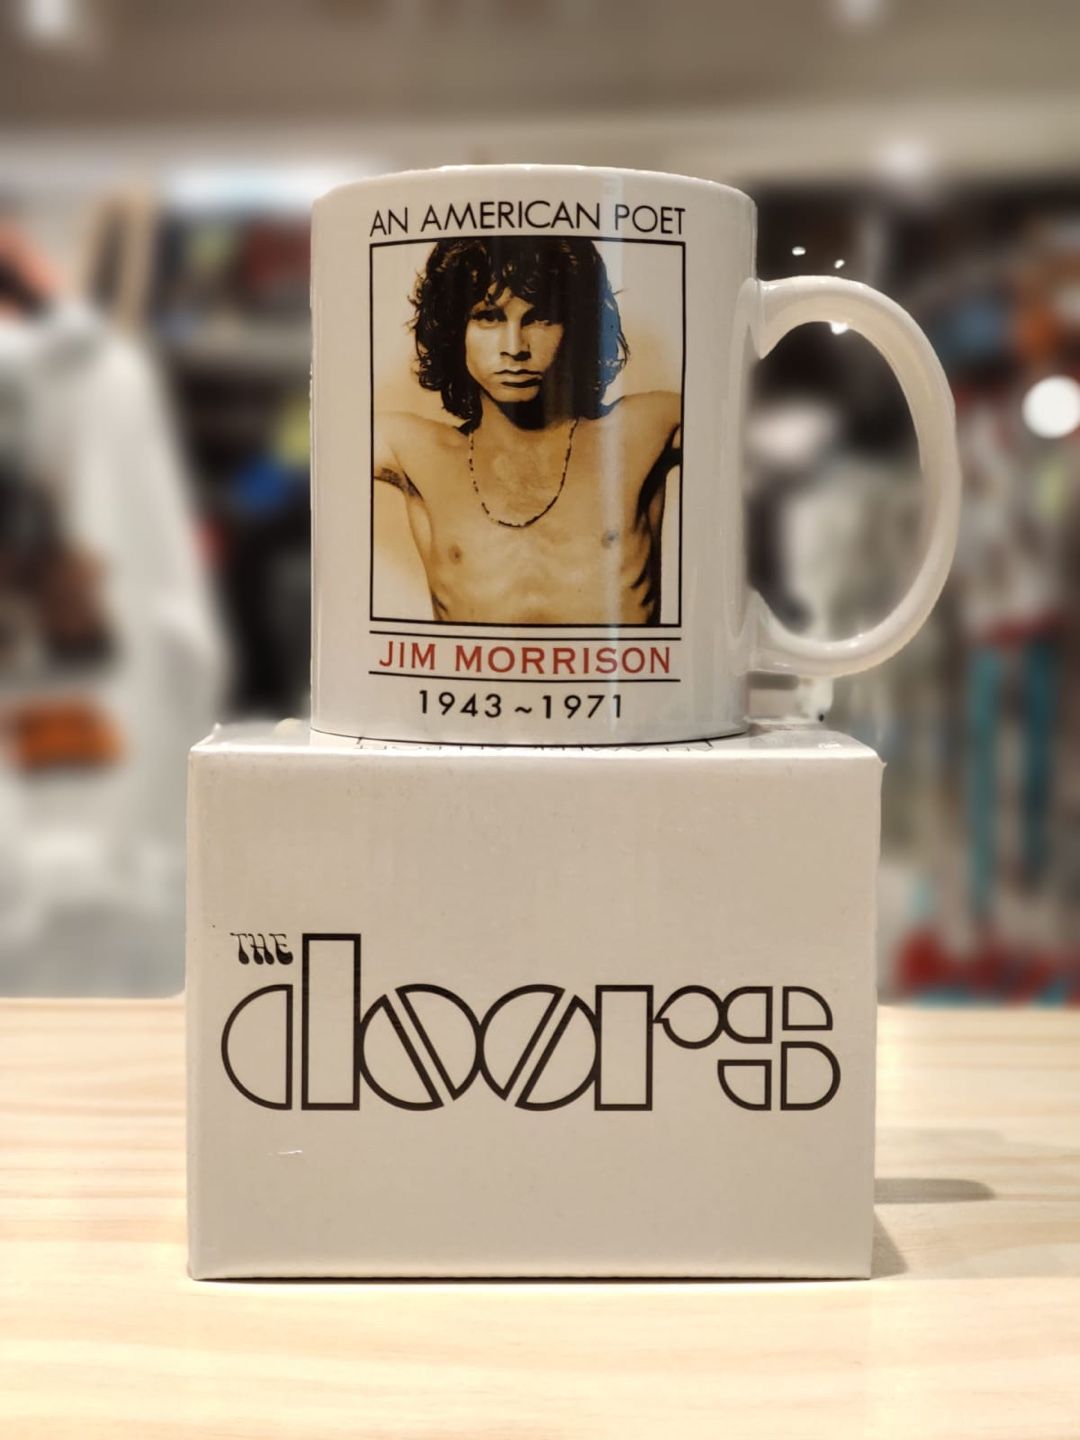 AN AMERICAN POET
JIM MORRISON
1943~1971
THE
doors